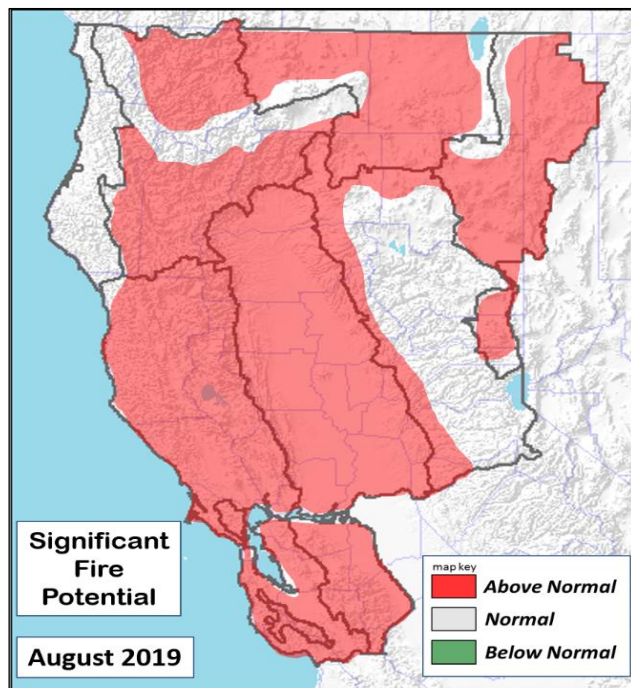 Significant
Fire
Potential
August 2019
map key
Above Normal
Normal
Below Normal